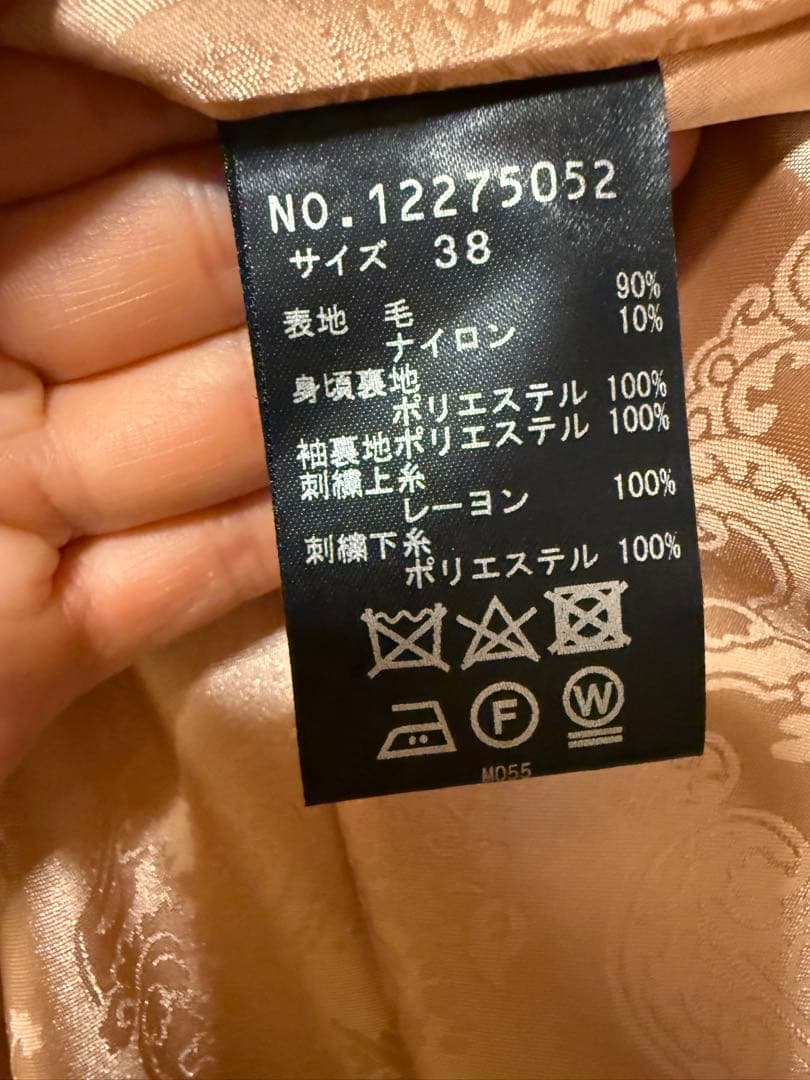 NO.12275052
サイズ 38
90%
表地 毛 10%
ナイロン
身頃裏地
ポリエステル 100%
袖裏地ポリエステル 100%
刺繍上糸
レーヨン 100%
刺繍下糸
ポリエステル 100%
F
W
M055